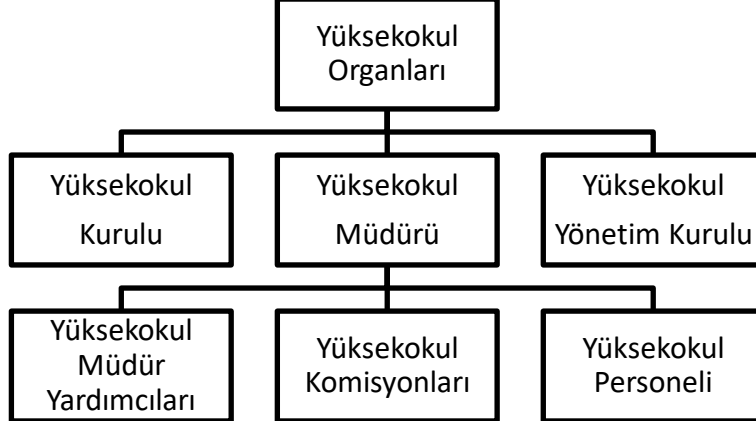 Yüksekokul
Organları
Yüksekokul
Kurulu
Yüksekokul
Müdürü
Yüksekokul
Yönetim Kurulu
Yüksekokul
Müdür
Yardımcıları
Yüksekokul
Komisyonları
Yüksekokul
Personeli